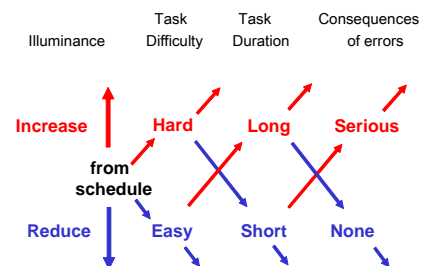 Illuminance
Task
Difficulty
Task
Duration
Consequences
of errors
Increase
Hard
Long
Serious
from
schedule
Reduce
Easy
Short
None